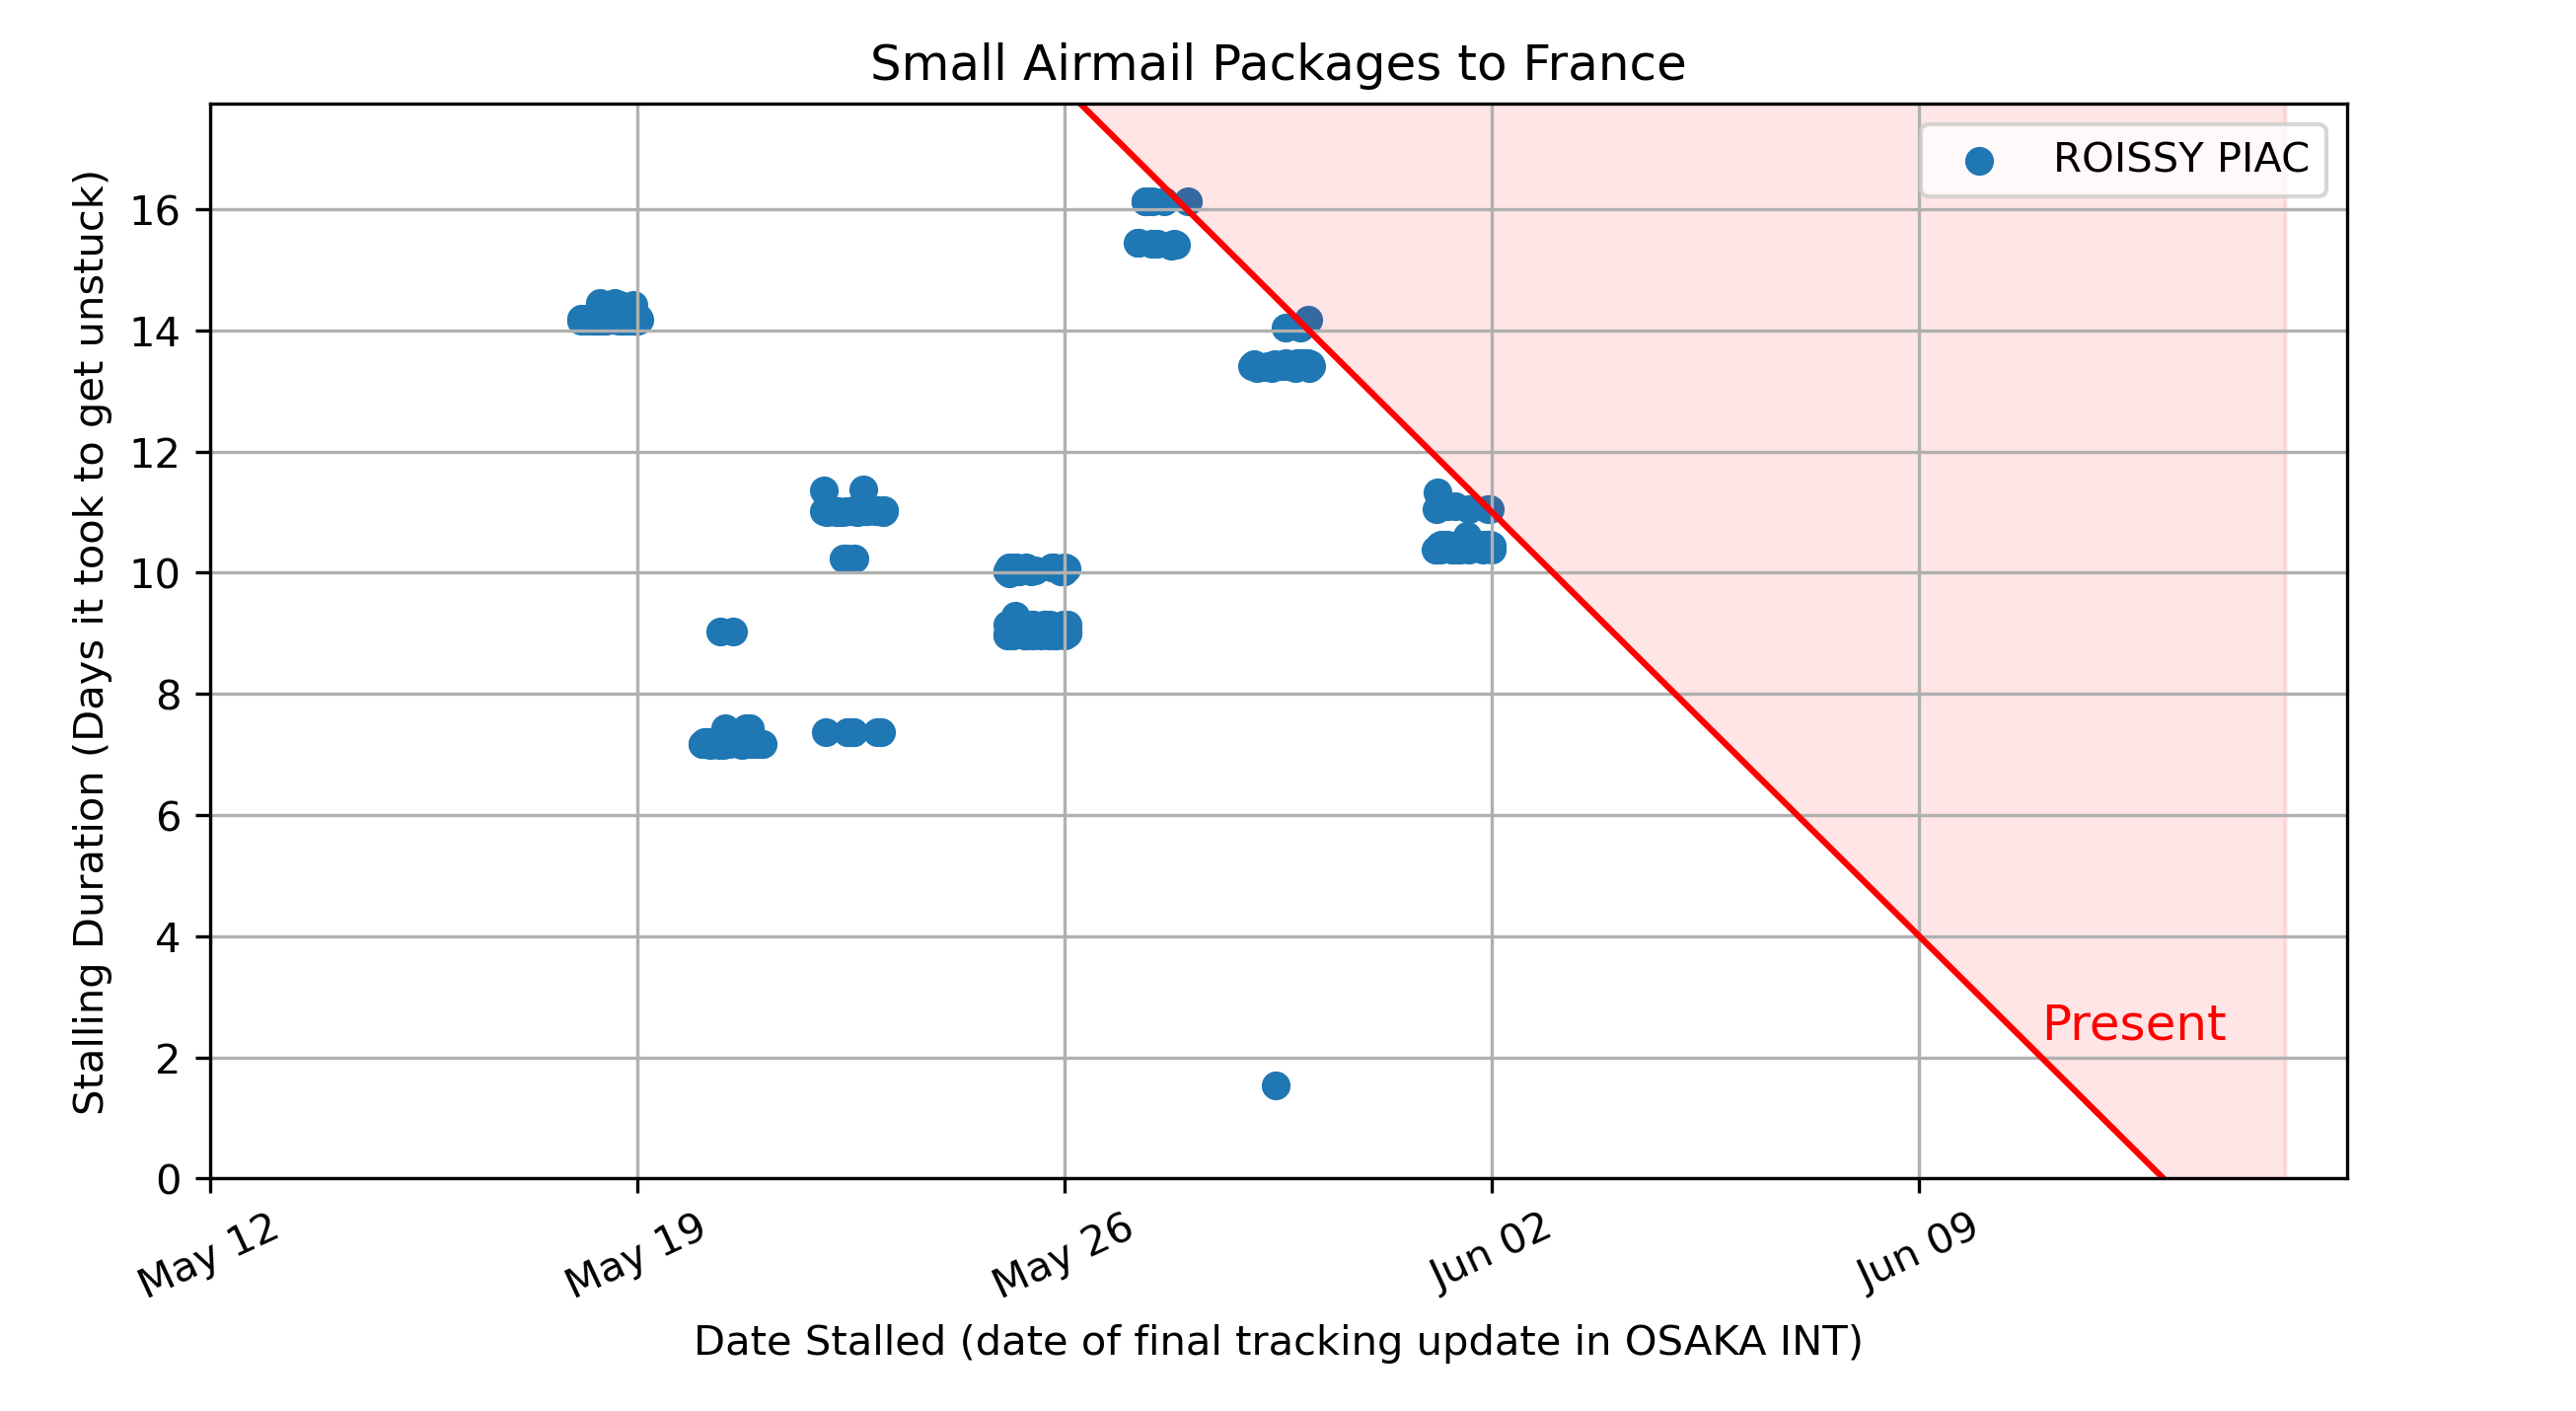 Small Airmail Packages to France
ROISSY PIAC
Stalling Duration (Days it took to get unstuck)
16
14
12
10
8
6
4
2
0
Present
May 12
May 19
May 26
Jun 02
Jun 09
Date Stalled (date of final tracking update in OSAKA INT)